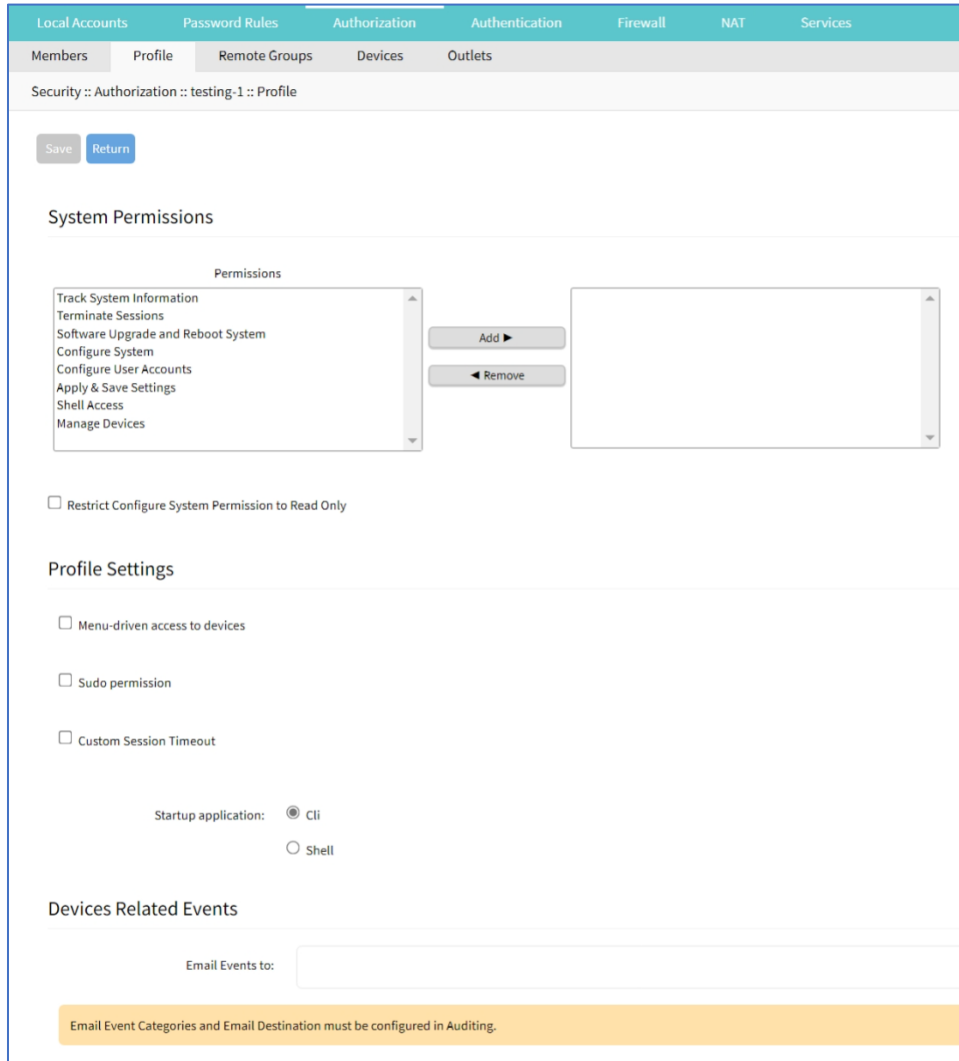 Local Accounts Password Rules Authorization Authentication Firewall NAT Services
Members Profile Remote Groups Devices Outlets
Security :: Authorization :: testing-1 :: Profile
Save Return
System Permissions
Permissions
Track System Information
Terminate Sessions
Software Upgrade and Reboot System
Configure System
Configure User Accounts
Apply & Save Settings
Shell Access
Manage Devices
Add ►
◄ Remove
Restrict Configure System Permission to Read Only
Profile Settings
Menu-driven access to devices
Sudo permission
Custom Session Timeout
Startup application: Cli
Shell
Devices Related Events
Email Events to:
Email Event Categories and Email Destination must be configured in Auditing.